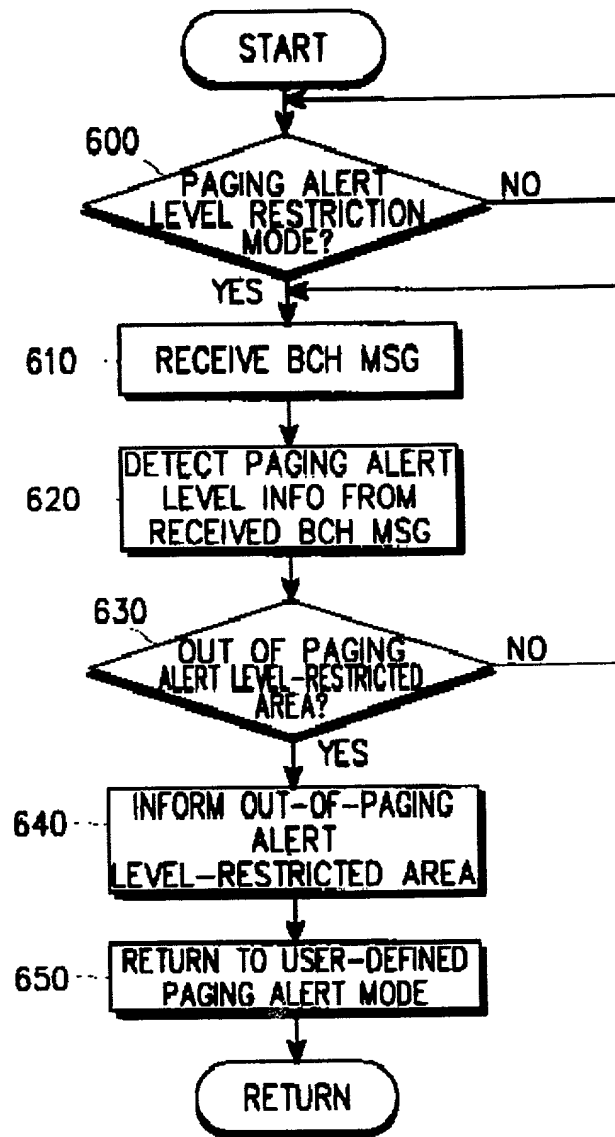 START
600
PAGING ALERT
LEVEL RESTRICTION
MODE?
NO
YES
610
RECEIVE BCH MSG
620
DETECT PAGING ALERT
LEVEL INFO FROM
RECEIVED BCH MSG
630
OUT OF PAGING
ALERT LEVEL-RESTRICTED
AREA?
NO
YES
640
INFORM OUT-OF-PAGING
ALERT
LEVEL-RESTRICTED AREA
650
RETURN TO USER-DEFINED
PAGING ALERT MODE
RETURN